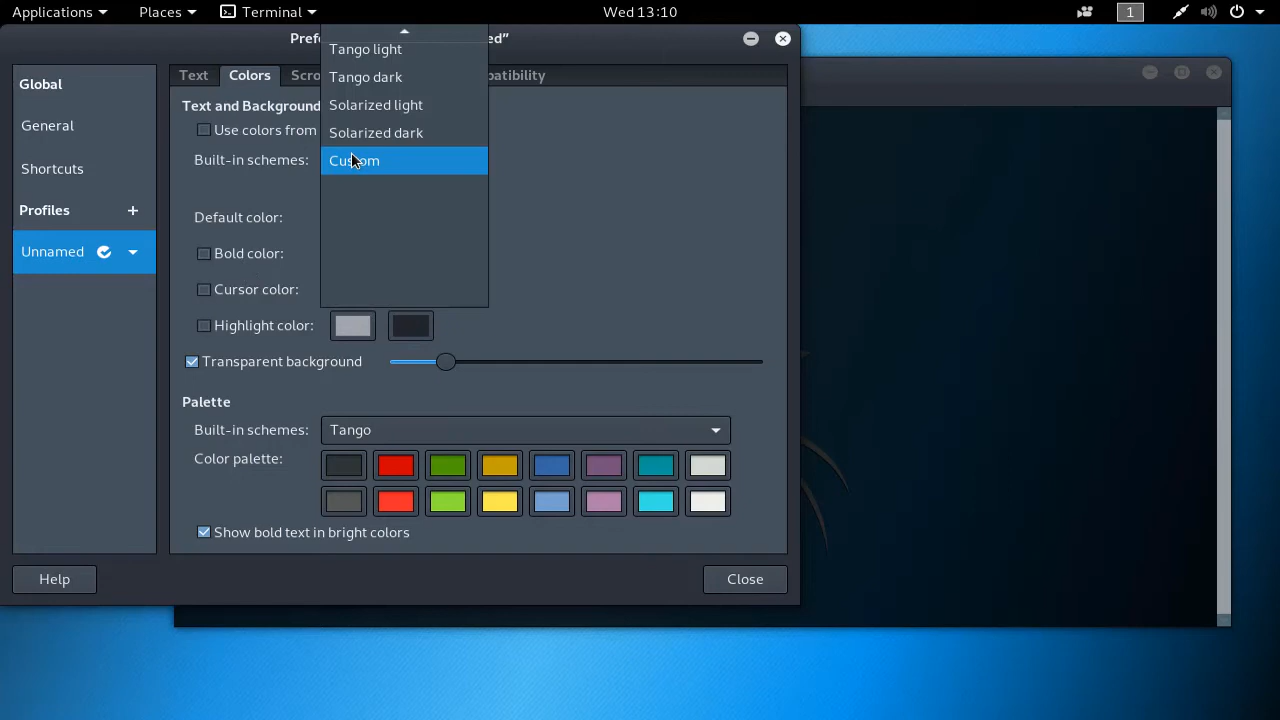 Applications Places Terminal Wed 13:10 1
Pref ed”
Tango light
Tango dark
Solarized light
Solarized dark
Custom
Global
General
Shortcuts
Profiles +
Unnamed
Text Colors Scro patibility
Text and Background
Use colors from
Built-in schemes:
Default color:
Bold color:
Cursor color:
Highlight color:
Transparent background
Palette
Built-in schemes: Tango
Color palette:
Show bold text in bright colors
Help Close